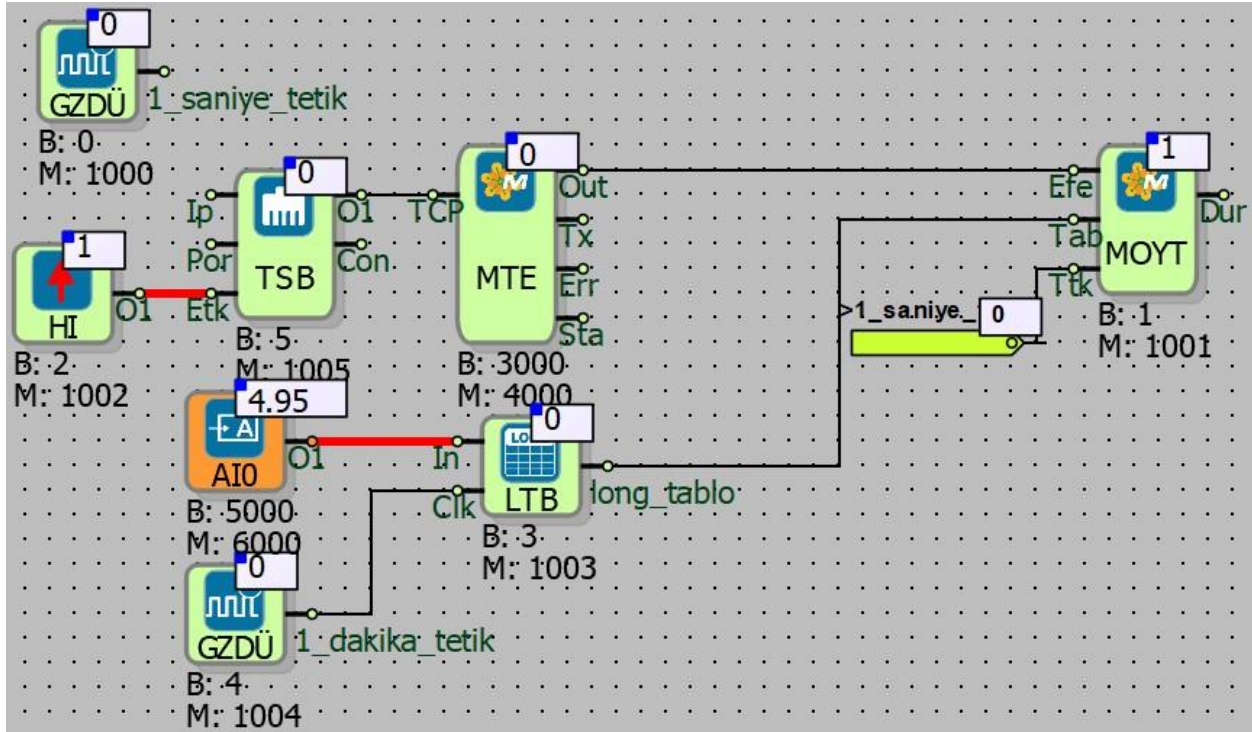 0
GZDÜ
1_saniye_tetik
B: 0
M: 1000
0
Ip
Por
Etk
O1
Con
TSB
B: 5
M: 1005
1
HI
O1
B: 2
M: 1002
0
TCP
MTE
Out
Tx
Err
Sta
B: 3000
M: 4000
1
Efe
Tab
Ttk
MOYT
Dur
B: 1
M: 1001
>1_saniye_
0
4.95
A
AI0
O1
B: 5000
M: 6000
0
In
Clk
LTB
long_tablo
B: 3
M: 1003
0
GZDÜ
1_dakika_tetik
B: 4
M: 1004